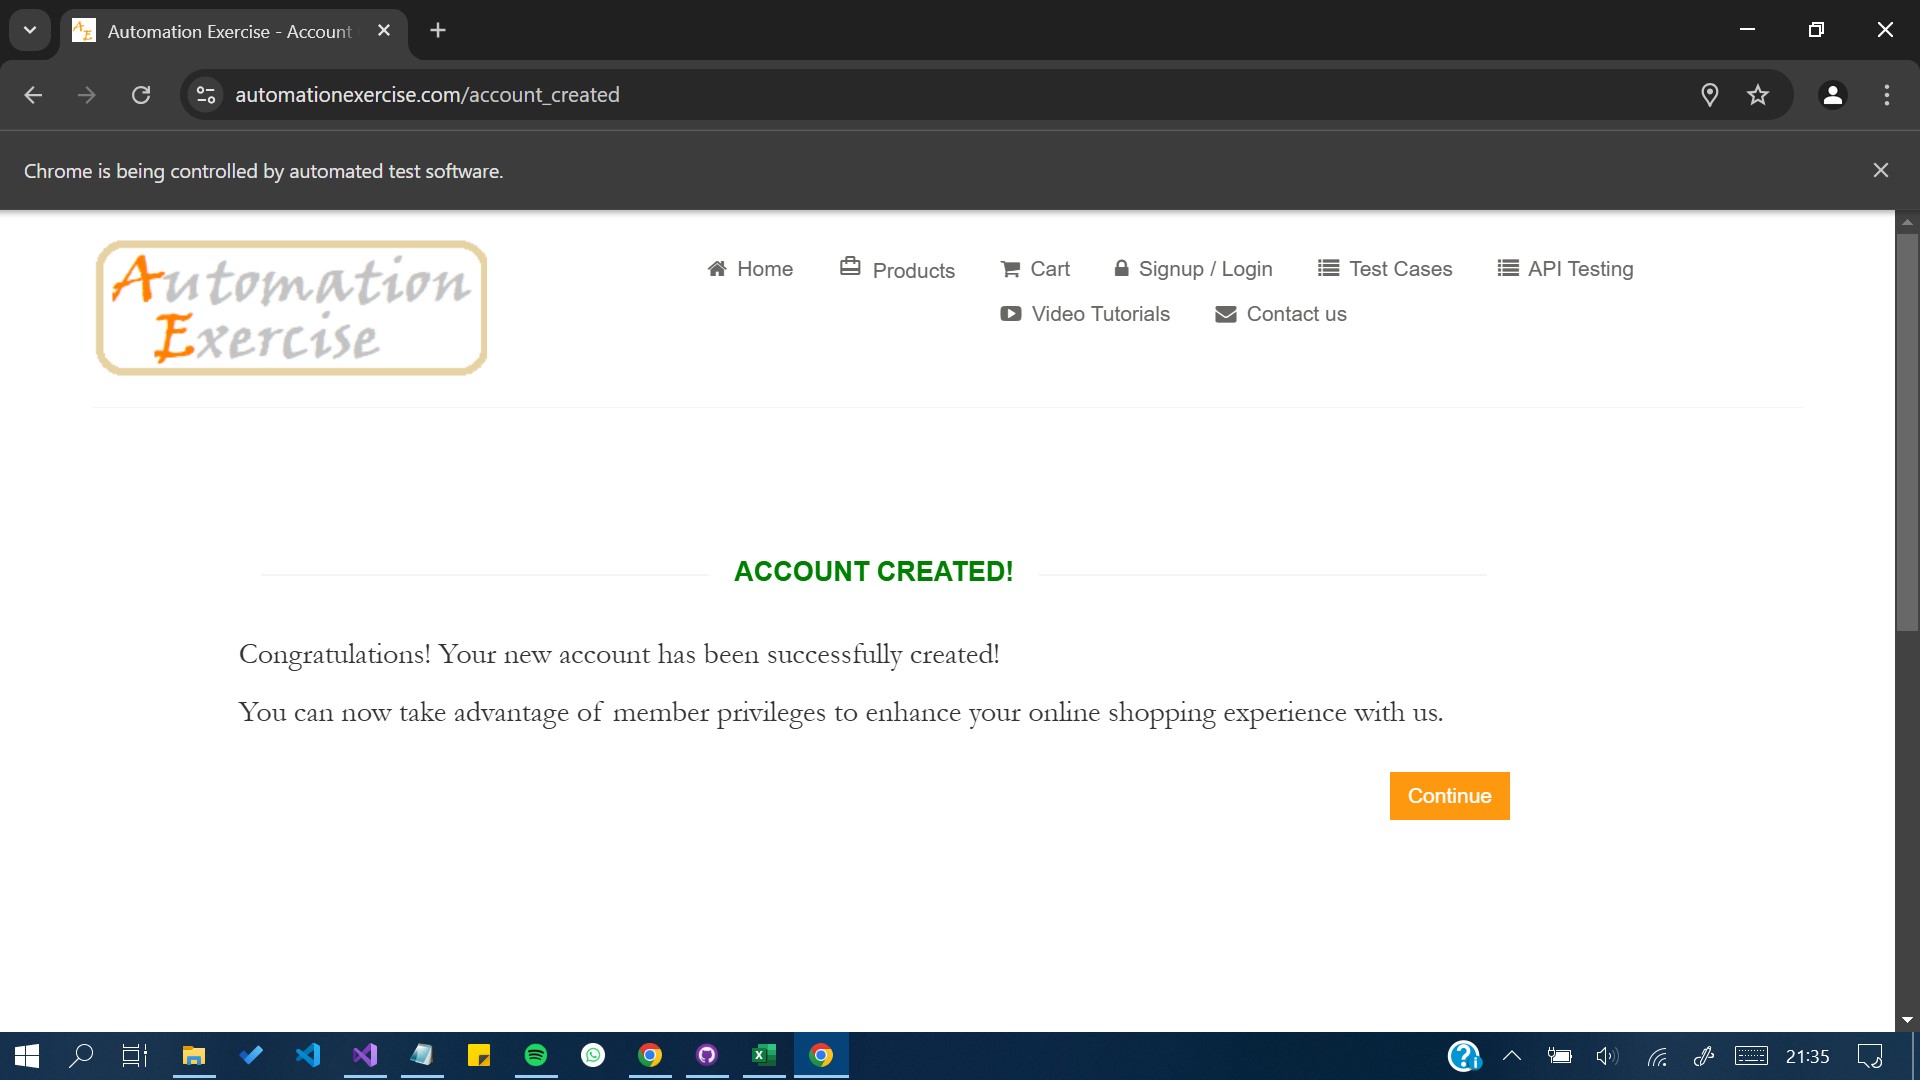 Automation Exercise - Account
automationexercise.com/account_created
Chrome is being controlled by automated test software.
Automation
Exercise
Home
Products
Cart
Signup / Login
Test Cases
API Testing
Video Tutorials
Contact us
ACCOUNT CREATED!
Congratulations! Your new account has been successfully created!
You can now take advantage of member privileges to enhance your online shopping experience with us.
Continue
21:35